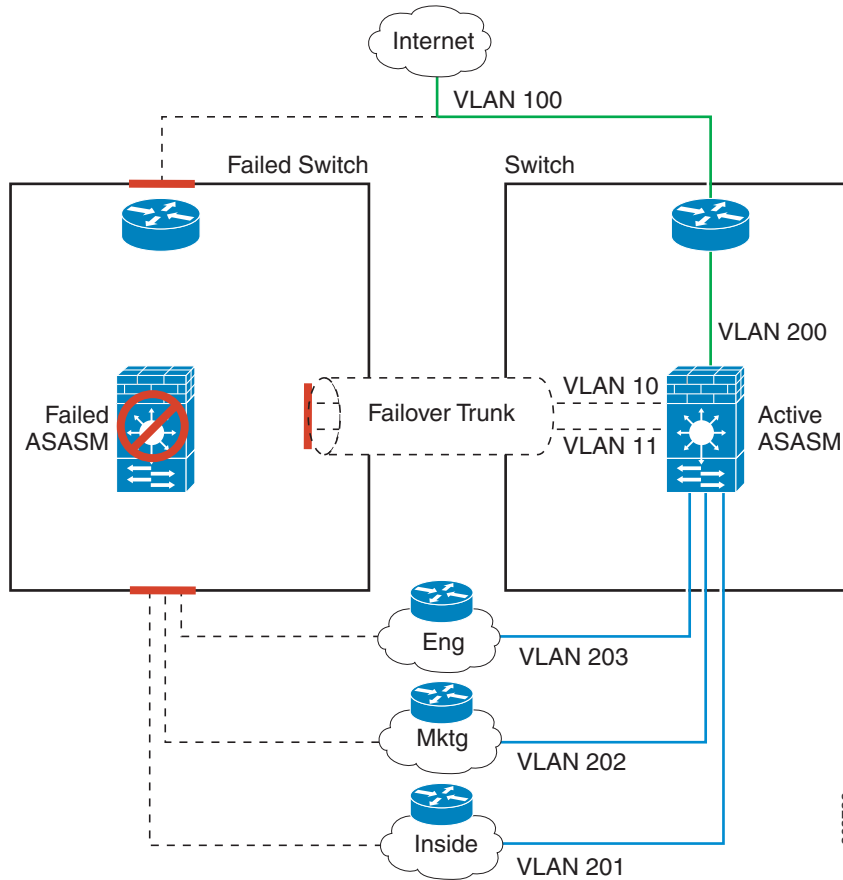 Internet
VLAN 100
Failed Switch
Switch
VLAN 200
Failed
ASASM
Failover Trunk
VLAN 10
VLAN 11
Active
ASASM
Eng
VLAN 203
Mktg
VLAN 202
Inside
VLAN 201